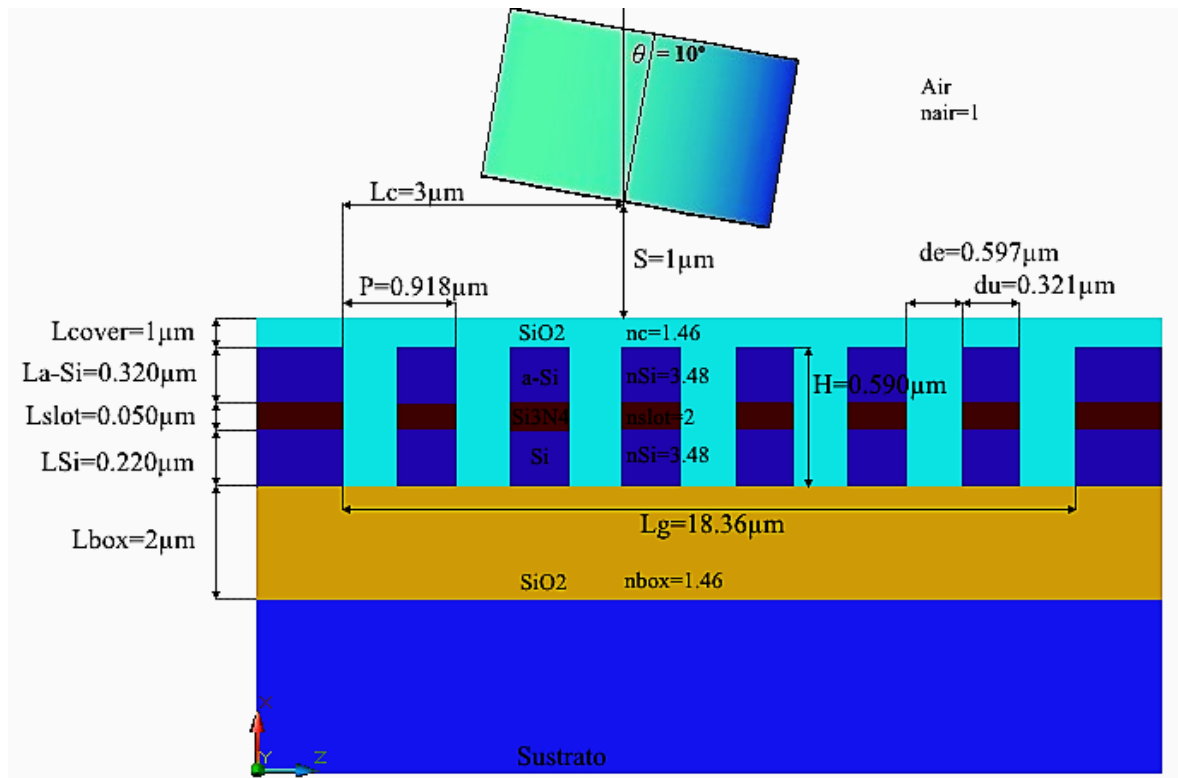 θ = 10°
Air
nair=1
Lc=3μm
S=1μm
de=0.597μm
P=0.918μm
du=0.321μm
Lcover=1μm
SiO2
nc=1.46
La-Si=0.320μm
a-Si
nSi=3.48
H=0.590μm
Lslot=0.050μm
Si3N4
nslot=2
LSi=0.220μm
Si
nSi=3.48
Lg=18.36μm
Lbox=2μm
SiO2
nbox=1.46
X
Y
Z
Sustrato